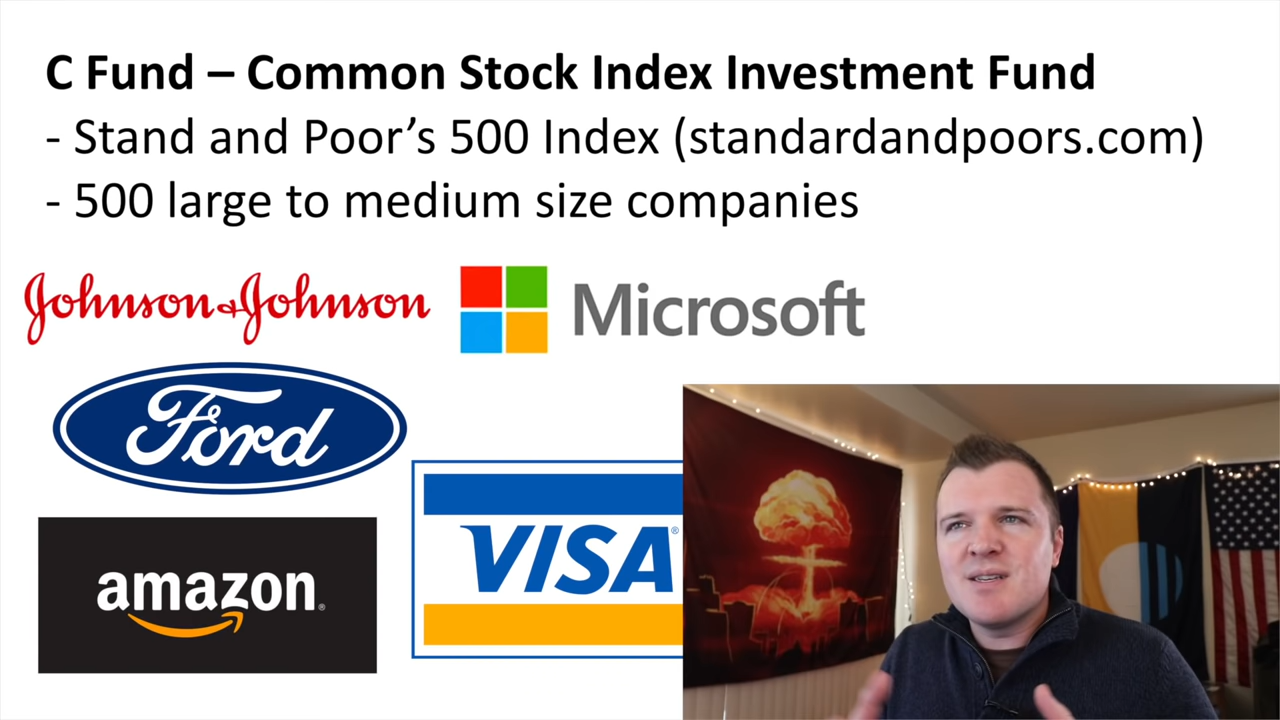 C Fund – Common Stock Index Investment Fund
- Stand and Poor’s 500 Index (standardandpoors.com)
- 500 large to medium size companies
Johnson & Johnson
Microsoft
Ford
VISA®
amazon®